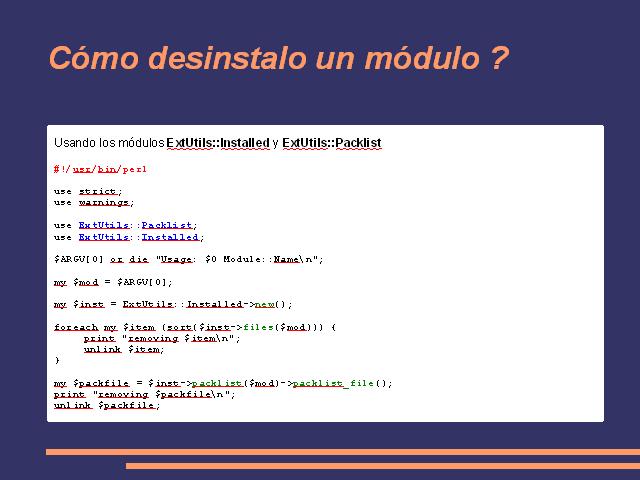 Cómo desinstalo un módulo ?
Usando los módulos ExtUtils::Installed y ExtUtils::Packlist
#!/usr/bin/perl
use strict;
use warnings;
use ExtUtils::Packlist;
use ExtUtils::Installed;
$ARGV[0] or die "Usage: $0 Module::Name\n";
my $mod = $ARGV[0];
my $inst = ExtUtils::Installed->new();
foreach my $item (sort($inst->files($mod))) {
print "removing $item\n";
unlink $item;
}
my $packfile = $inst->packlist($mod)->packlist_file();
print "removing $packfile\n";
unlink $packfile;